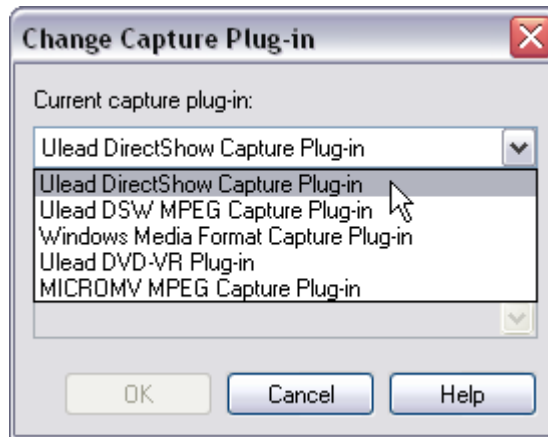 Change Capture Plug-in
Current capture plug-in:
Ulead DirectShow Capture Plug-in
Ulead DirectShow Capture Plug-in
Ulead DSW MPEG Capture Plug-in
Windows Media Format Capture Plug-in
Ulead DVD-VR Plug-in
MICROMV MPEG Capture Plug-in
OK Cancel Help